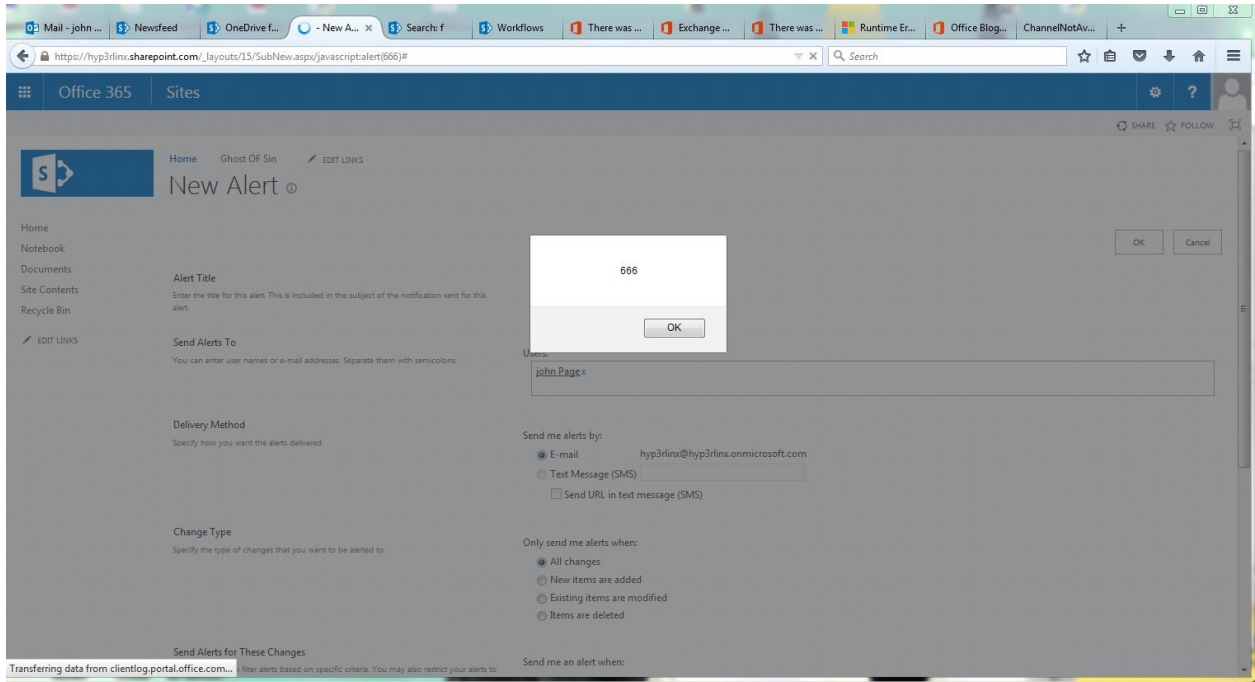 Mail - john ... Newsfeed OneDrive f... - New A... × Search: f Workflows There was ... Exchange ... There was ... Runtime Er... Office Blog... ChannelNotAv... +
https://hyp3rlinx.sharepoint.com/_layouts/15/SubNew.aspx/javascript:alert(666)# Search
Office 365 Sites ?
SHARE FOLLOW
S
Home Ghost OF Sin EDIT LINKS
New Alert
Home
Notebook
Documents
Site Contents
Recycle Bin
EDIT LINKS
OK Cancel
666
OK
Alert Title
Enter the title for this alert. This is included in the subject of the notification sent for this
alert.
Send Alerts To
You can enter user names or e-mail addresses. Separate them with semicolons.
Users:
john Page x
Delivery Method
Specify how you want the alerts delivered.
Send me alerts by:
E-mail hyp3rlinx@hyp3rlinx.onmicrosoft.com
Text Message (SMS)
Send URL in text message (SMS)
Change Type
Specify the type of changes that you want to be alerted to.
Only send me alerts when:
All changes
New items are added
Existing items are modified
Items are deleted
Send Alerts for These Changes
filter alerts based on specific criteria. You may also restrict your alerts to
Send me an alert when:
Transferring data from clientlog.portal.office.com...